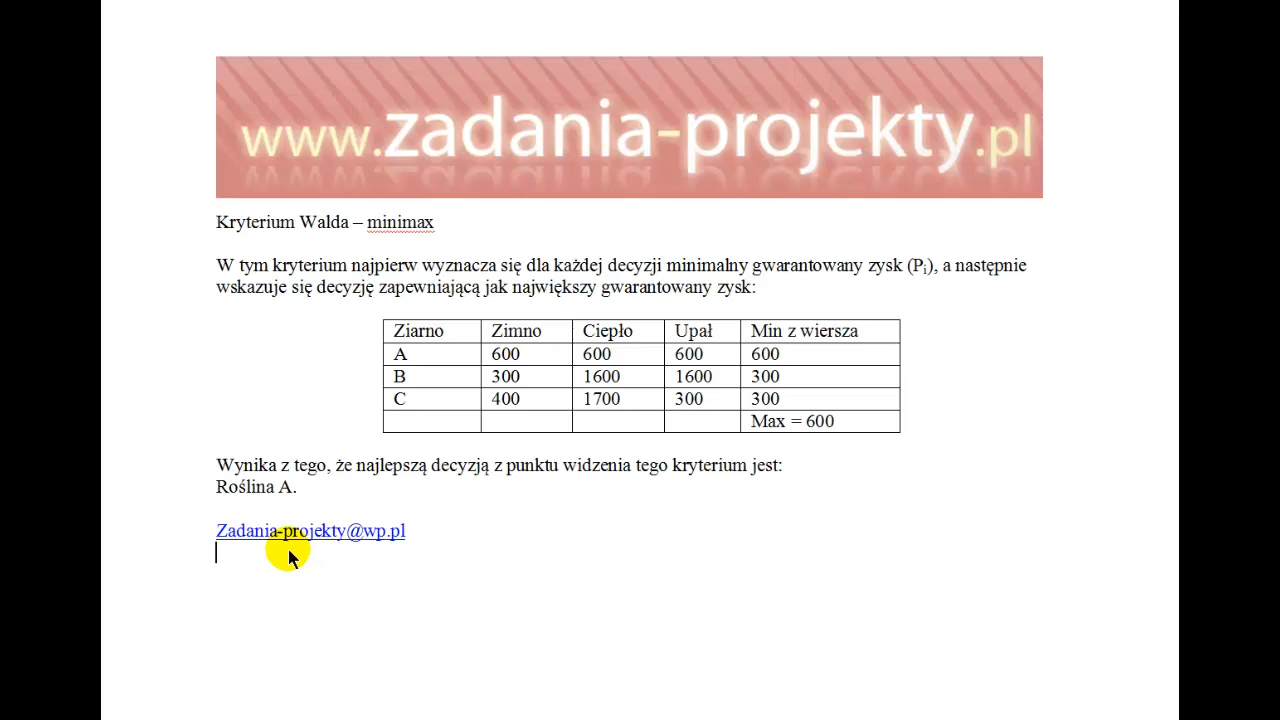 www.zadania-projekty.pl
Kryterium Walda – minimax
W tym kryterium najpierw wyznacza się dla każdej decyzji minimalny gwarantowany zysk (Pi), a następnie
wskazuje się decyzję zapewniającą jak największy gwarantowany zysk:
Ziarno Zimno Ciepło Upał Min z wiersza
A 600 600 600 600
B 300 1600 1600 300
C 400 1700 300 300
Max = 600
Wynika z tego, że najlepszą decyzją z punktu widzenia tego kryterium jest:
Roślina A.
Zadania-projekty@wp.pl